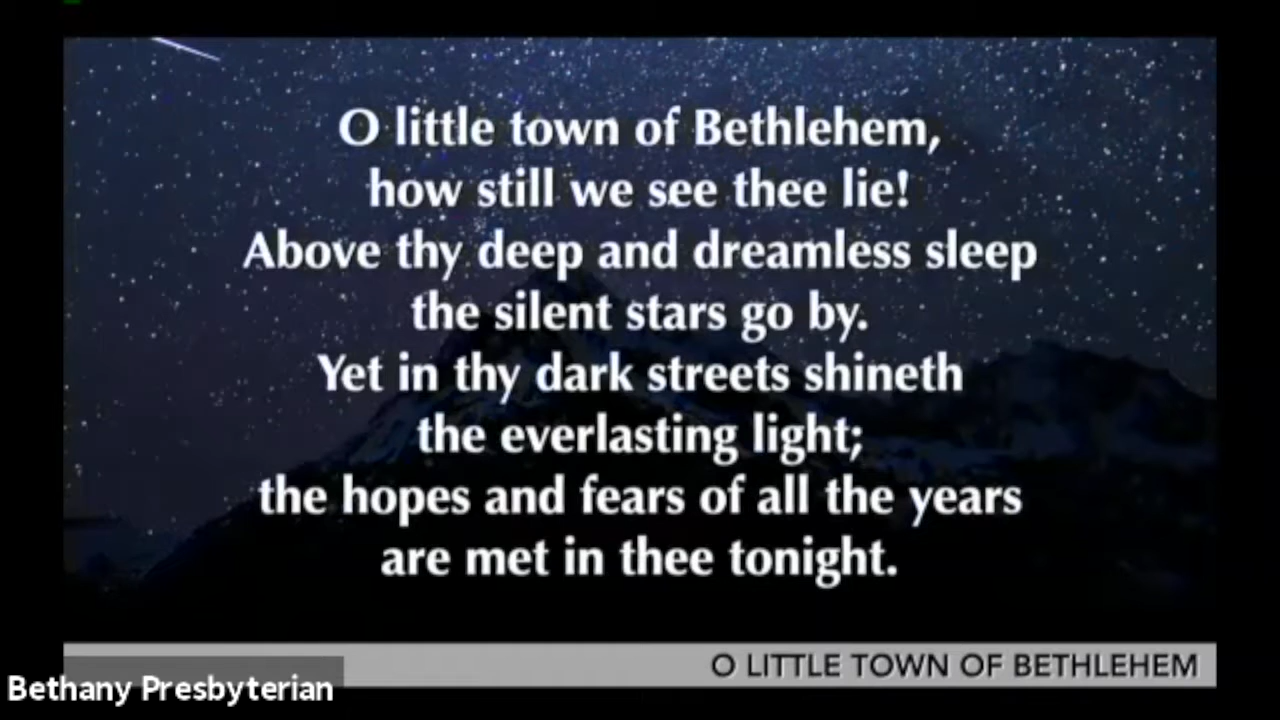 O little town of Bethlehem,
how still we see thee lie!
Above thy deep and dreamless sleep
the silent stars go by.
Yet in thy dark streets shineth
the everlasting light;
the hopes and fears of all the years
are met in thee tonight.
O LITTLE TOWN OF BETHLEHEM
Bethany Presbyterian